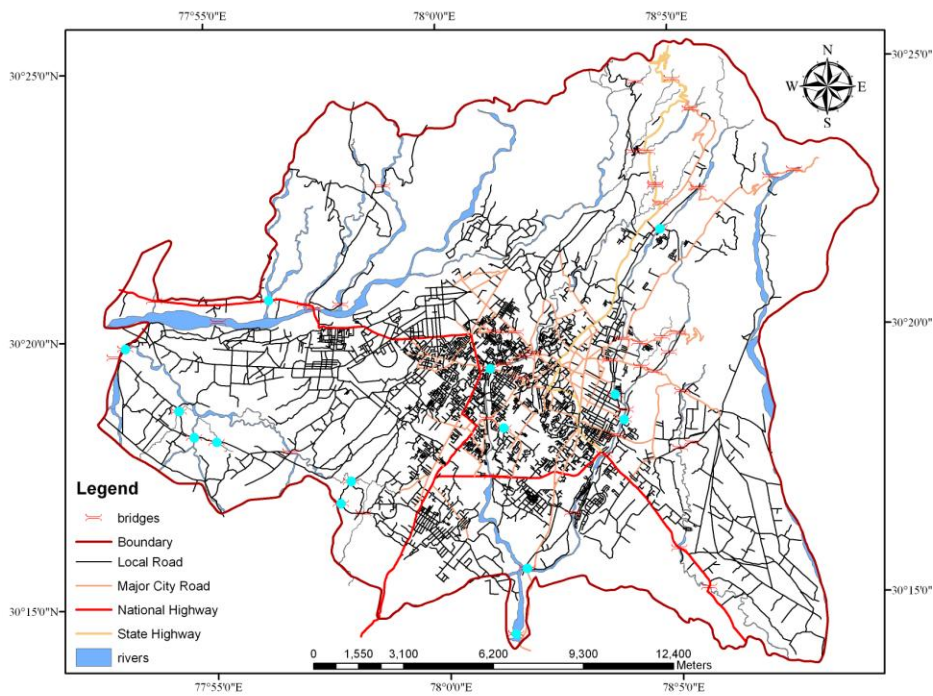 77°55'0"E 78°0'0"E 78°5'0"E
30°25'0"N 30°25'0"N
N
W E
S
30°20'0"N 30°20'0"N
Legend
bridges
Boundary
Local Road
Major City Road
National Highway
State Highway
rivers
30°15'0"N 30°15'0"N
0 1,550 3,100 6,200 9,300 12,400
Meters
77°55'0"E 78°0'0"E 78°5'0"E